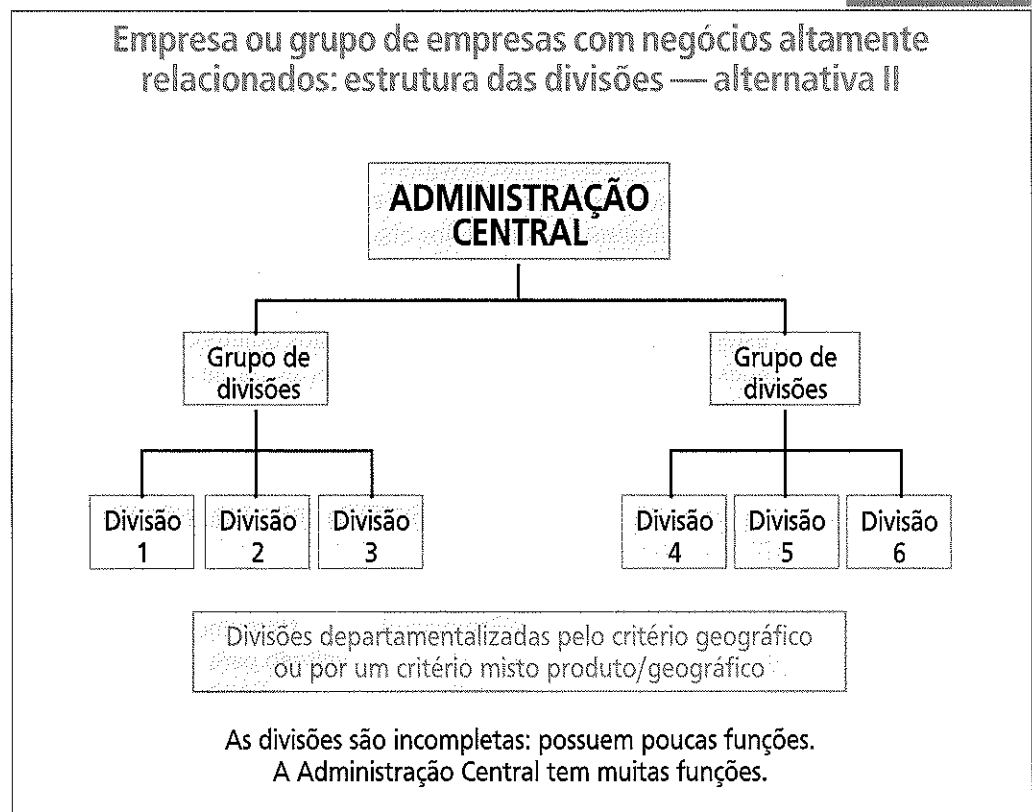 Empresa ou grupo de empresas com negócios altamente
relacionados: estrutura das divisões — alternativa II
ADMINISTRAÇÃO
CENTRAL
Grupo de
divisões
Grupo de
divisões
Divisão
1
Divisão
2
Divisão
3
Divisão
4
Divisão
5
Divisão
6
Divisões departamentalizadas pelo critério geográfico
ou por um critério misto produto/geográfico
As divisões são incompletas: possuem poucas funções.
A Administração Central tem muitas funções.